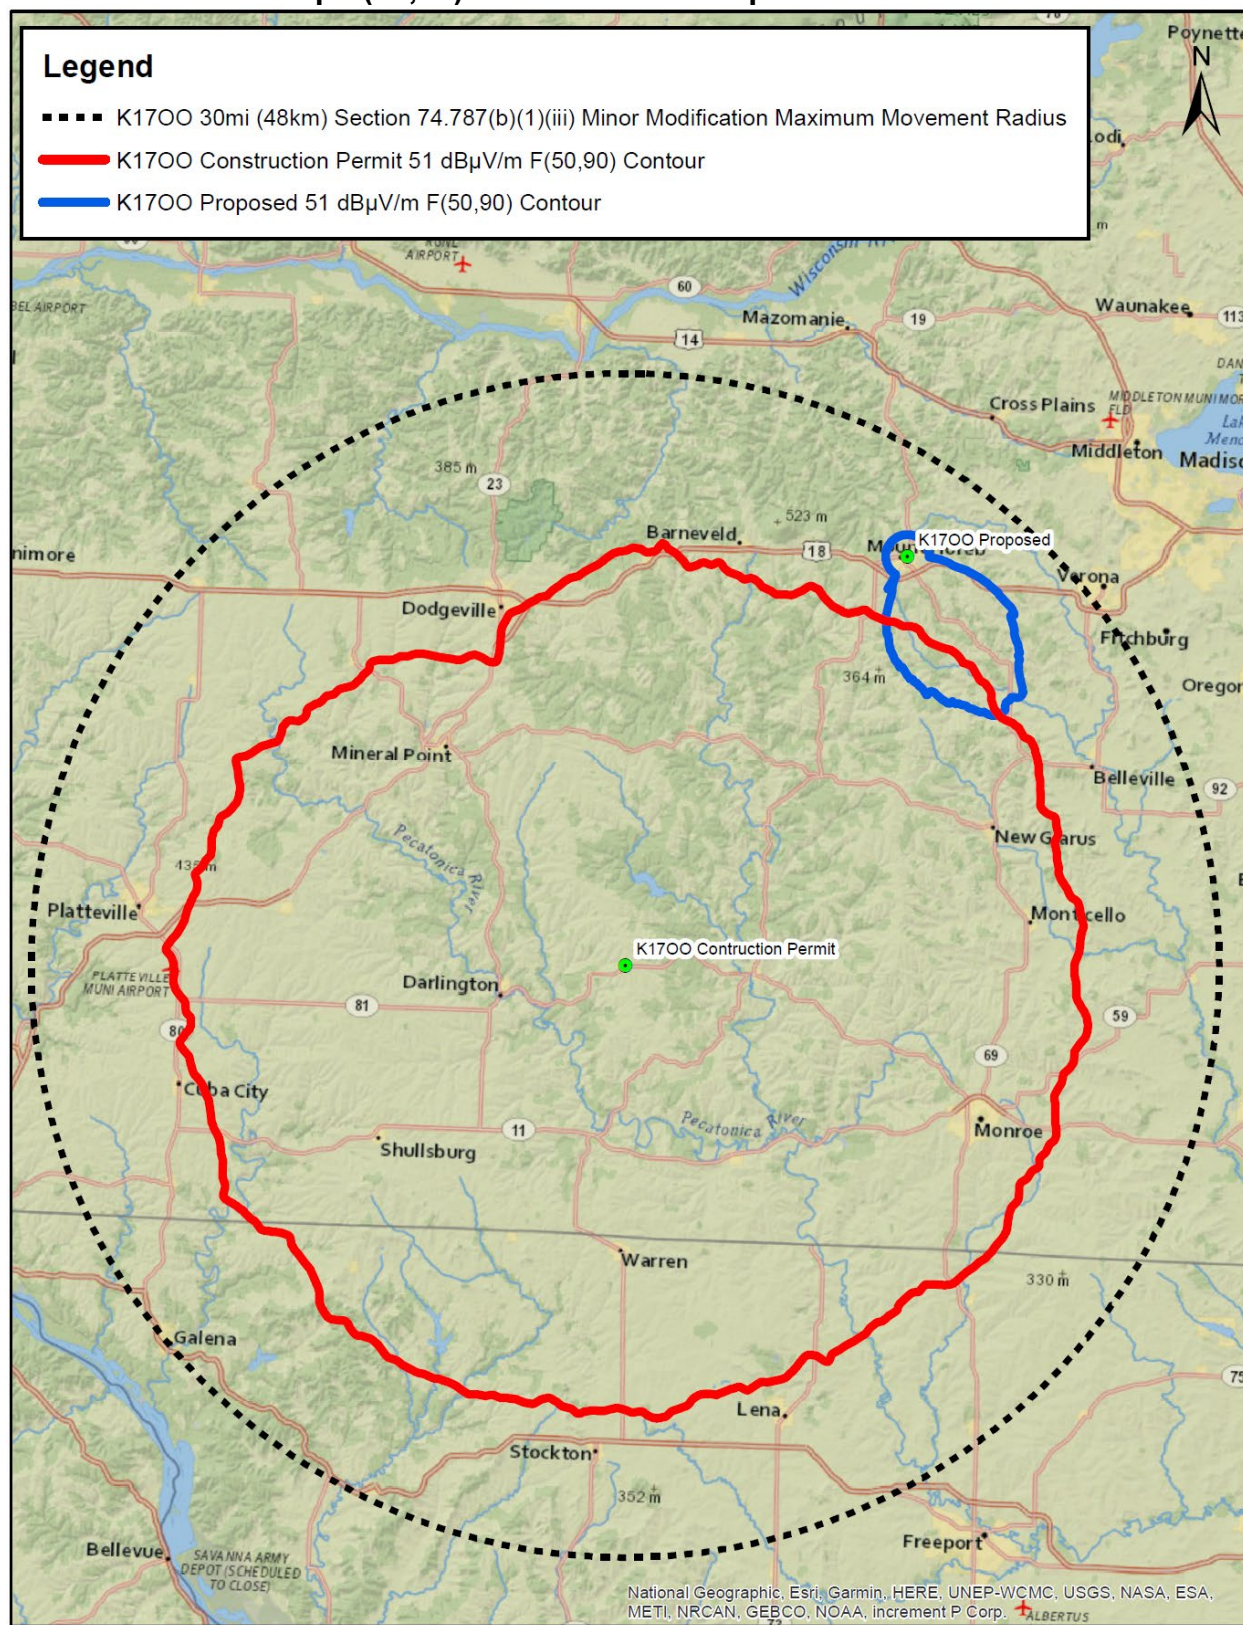 Legend
K17OO 30mi (48km) Section 74.787(b)(1)(iii) Minor Modification Maximum Movement Radius
K17OO Construction Permit 51 dBµV/m F(50,90) Contour
K17OO Proposed 51 dBµV/m F(50,90) Contour
Poynette
N
AIRPORT
60
Wisconsin
Waunakee
Mazomanie
19
113
14
Cross Plains
MIDDLETON MUNI MOR
FLD
Middleton
385 m
23
523 m
Barneveld
18
K17OO Proposed
Verona
Dodgeville
Fitchburg
364 m
Mineral Point
Belleville
92
Pecatonica River
New Glarus
Platteville
Monticello
K17OO Contruction Permit
PLATTEVILLE
MUNI AIRPORT
Darlington
81
59
80
69
Cuba City
Pecatonica River
11
Monroe
Shullsburg
Warren
330 m
Galena
75
Lena
Stockton
352 m
Freeport
Bellevue
SAVANNA ARMY
DEPOT (SCHEDULED
TO CLOSE)
National Geographic, Esri, Garmin, HERE, UNEP-WCMC, USGS, NASA, ESA,
METI, NRCAN, GEBCO, NOAA, increment P Corp.
ALBERTUS